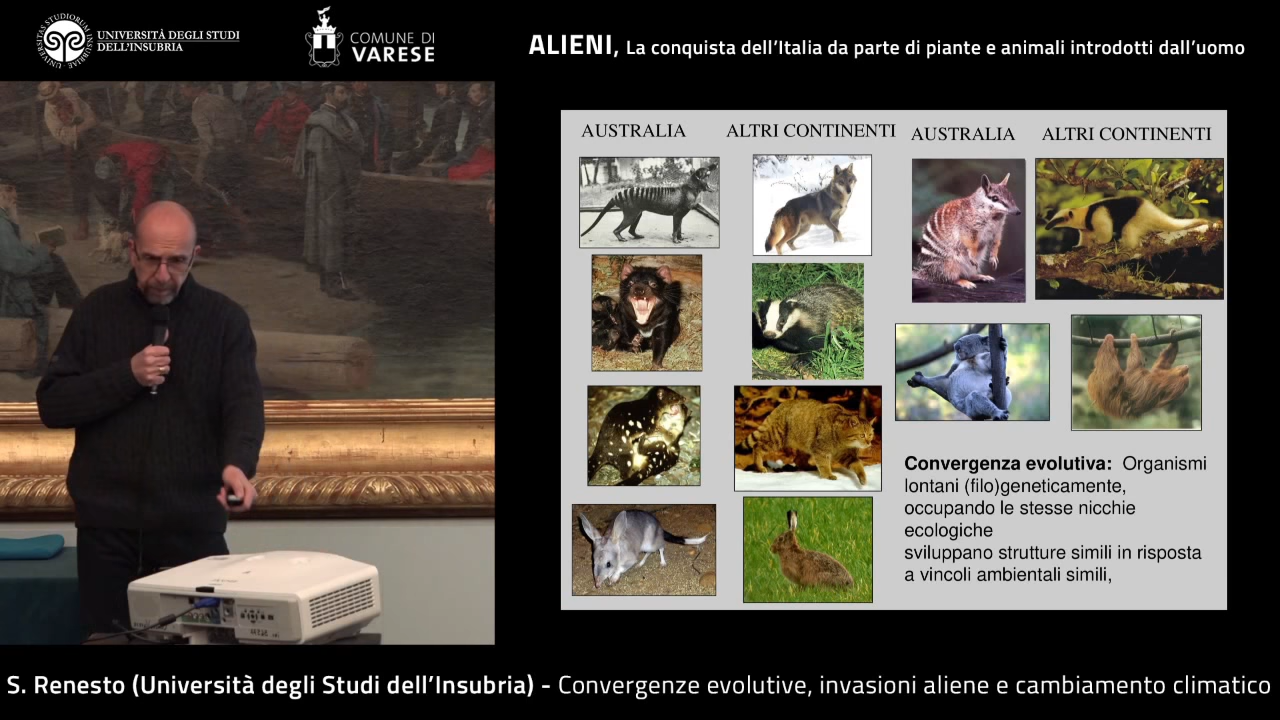 UNIVERSITÀ DEGLI STUDI
DELL'INSUBRIA
COMUNE DI
VARESE
ALIENI, La conquista dell'Italia da parte di piante e animali introdotti dall'uomo
AUSTRALIA
ALTRI CONTINENTI
AUSTRALIA
ALTRI CONTINENTI
Convergenza evolutiva: Organismi
lontani (filo)geneticamente,
occupando le stesse nicchie
ecologiche
sviluppano strutture simili in risposta
a vincoli ambientali simili,
S. Renesto (Università degli Studi dell'Insubria) - Convergenze evolutive, invasioni aliene e cambiamento climatico